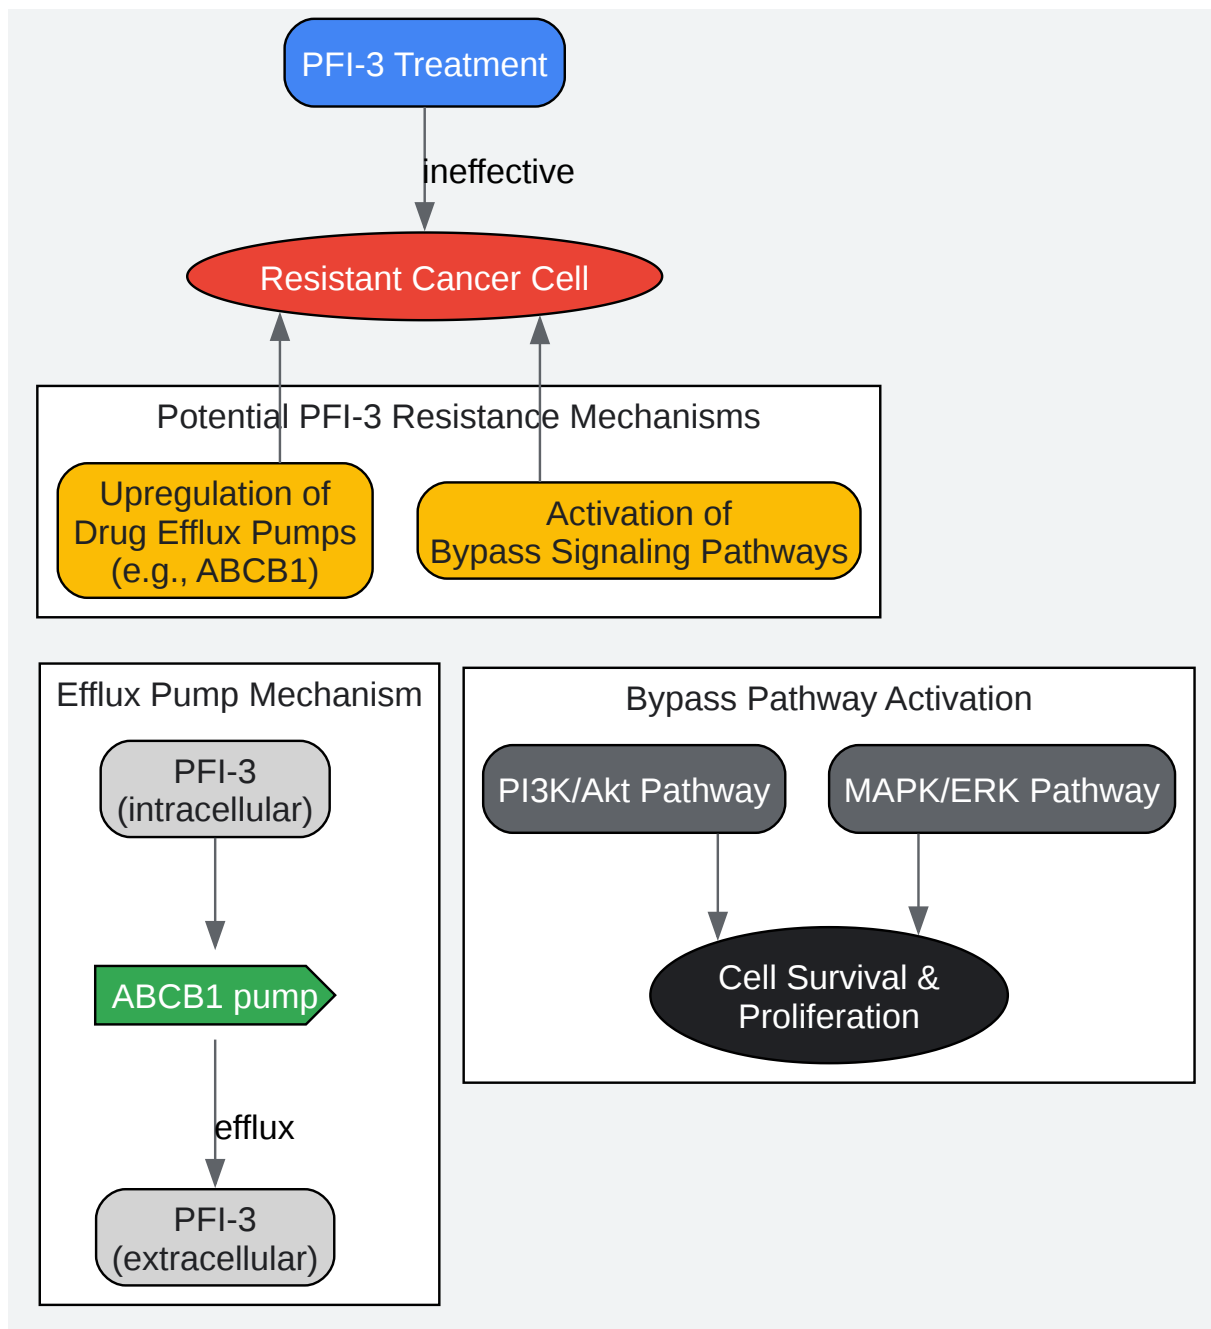 PFI-3 Treatment
ineffective
Resistant Cancer Cell
Potential PFI-3 Resistance Mechanisms
Upregulation of
Drug Efflux Pumps
(e.g., ABCB1)
Activation of
Bypass Signaling Pathways
Efflux Pump Mechanism
PFI-3
(intracellular)
ABCB1 pump
efflux
PFI-3
(extracellular)
Bypass Pathway Activation
PI3K/Akt Pathway
MAPK/ERK Pathway
Cell Survival &
Proliferation